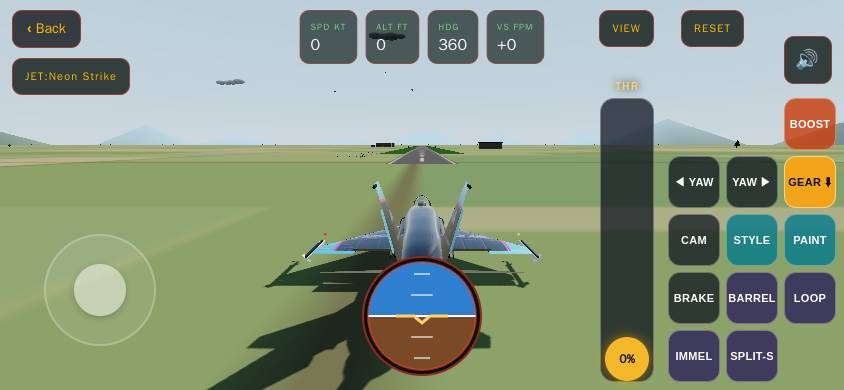 ‹ Back
JET:Neon Strike
SPD KT
0
ALT FT
0
HDG
360
VS FPM
+0
VIEW
RESET
THR
BOOST
◀ YAW
YAW ▶
GEAR ⬇
CAM
STYLE
PAINT
BRAKE
BARREL
LOOP
0%
IMMEL
SPLIT-S